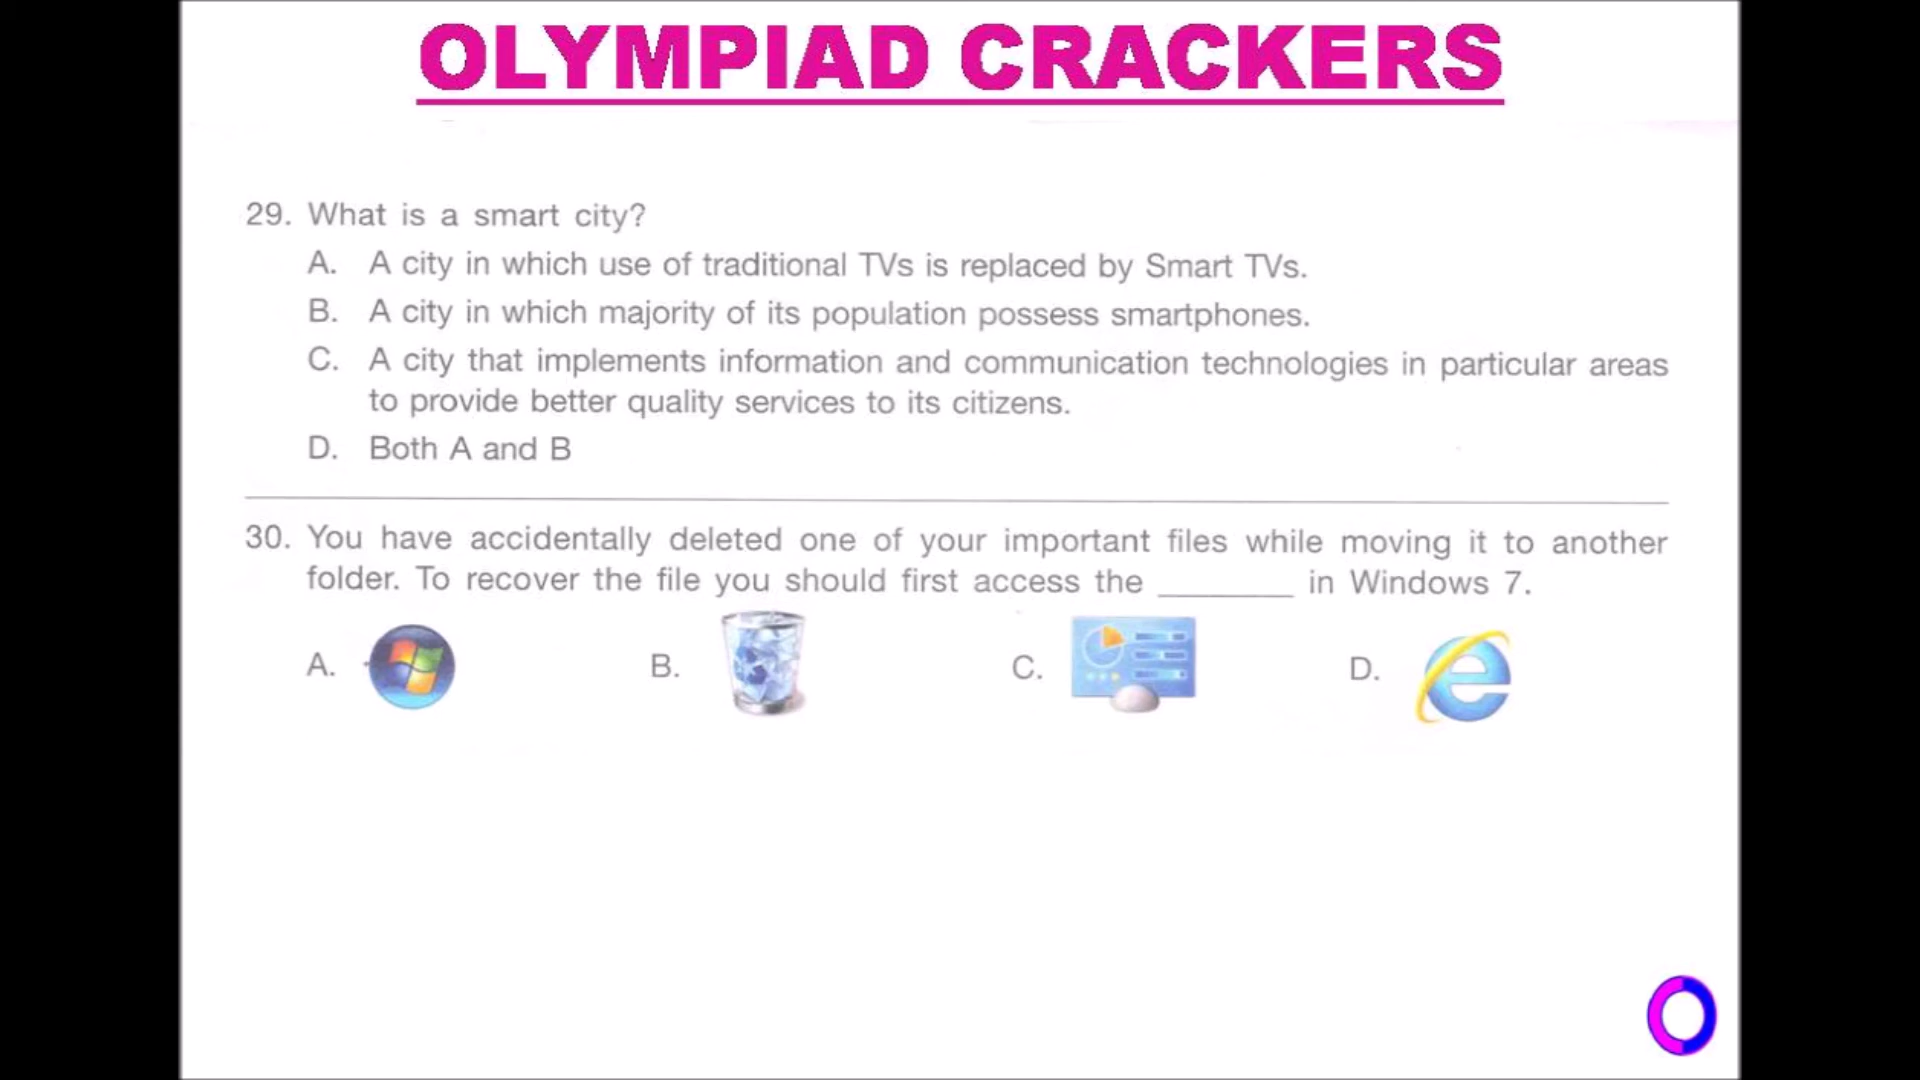 OLYMPIAD CRACKERS
29. What is a smart city?
A. A city in which use of traditional TVs is replaced by Smart TVs.
B. A city in which majority of its population possess smartphones.
C. A city that implements information and communication technologies in particular areas
to provide better quality services to its citizens.
D. Both A and B
30. You have accidentally deleted one of your important files while moving it to another
folder. To recover the file you should first access the ________ in Windows 7.
A. B. C. D.